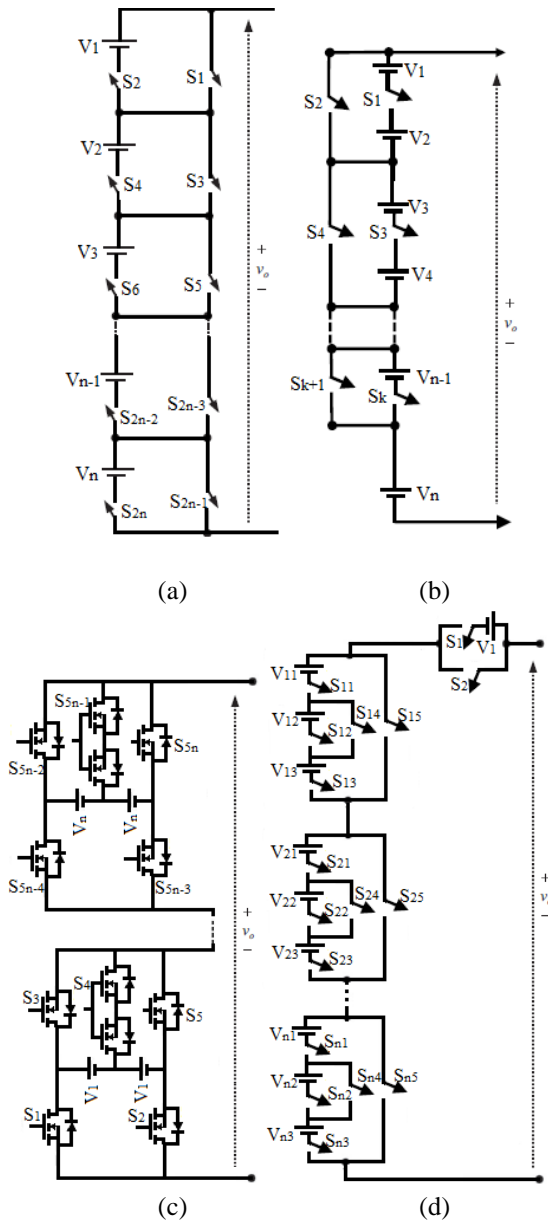 V1
S2
S1
V2
S4
S3
V3
S6
S5
Vn-1
S2n-2
S2n-3
Vn
S2n
S2n-1
+
vo
−
(a)
V1
S2
S1
V2
V3
S4
S3
V4
Sk+1
Vn-1
Sk
Vn
+
vo
−
(b)
S5n-1
S5n
S5n-2
Vn
Vn
S5n-4
S5n-3
S4
S3
S5
V1
V1
S1
S2
+
vo
−
(c)
S1
V1
S2
V11
S11
V12
S12
S14
S15
V13
S13
V21
S21
V22
S22
S24
S25
V23
S23
Vn1
Sn1
Vn2
Sn2
Sn4
Sn5
Vn3
Sn3
+
−
(d)